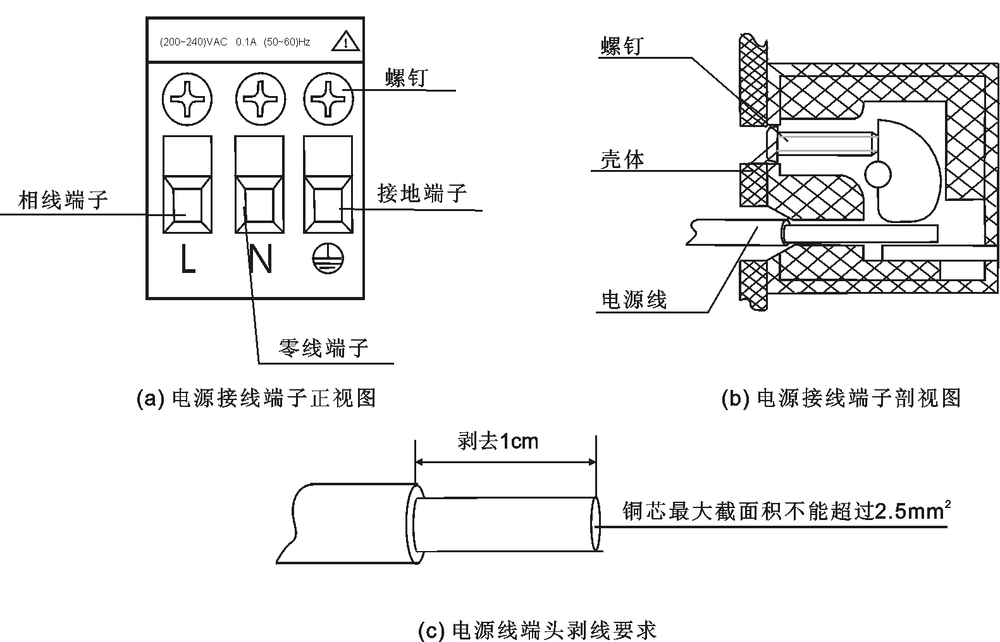 (200~240)VAC 0.1A (50~60)Hz
!
螺钉
相线端子
接地端子
L N
零线端子
(a) 电源接线端子正视图
螺钉
壳体
电源线
(b) 电源接线端子剖视图
剥去1cm
铜芯最大截面积不能超过2.5mm²
(c) 电源线端头剥线要求